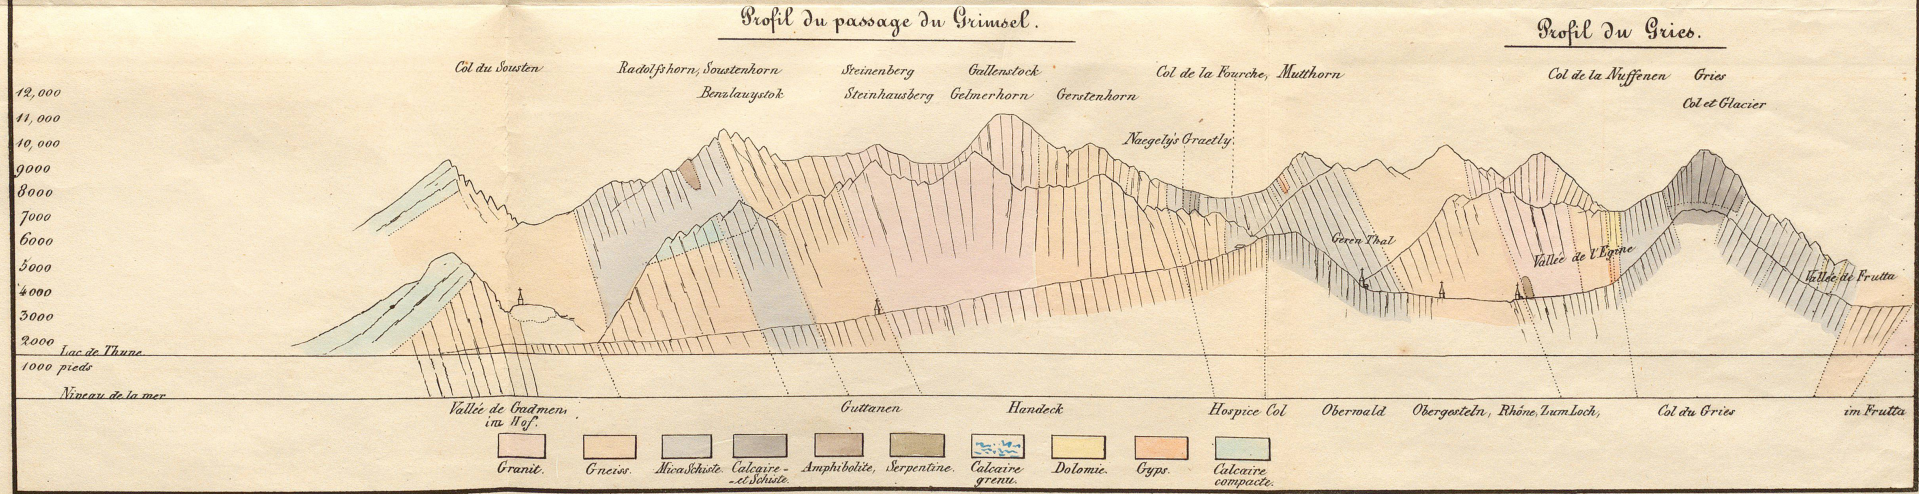 Profil du passage du Grimsel.
Profil du Gries.
Col du Sousten
Radolfshorn, Soustenhorn
Steinenberg
Gallenstock
Col de la Fourche, Mutthorn
Col de la Nuffenen
Gries
Benzlauystok
Steinhausberg
Gelmerhorn
Gerstenhorn
Col et Glacier
Naegely's Graetly
12,000
11,000
10,000
9000
8000
7000
6000
5000
4000
3000
2000
Lac de Thune.
1000 pieds
Niveau de la mer
Geren Thal
Vallée de l'Egine
Vallée de Frutta
Vallée de Gadmen,
im Hof.
Guttanen
Handeck
Hospice Col
Oberwald
Obergesteln, Rhône, Zum Loch,
Col du Gries
im Frutta
Granit.
Gneiss.
Mica Schiste.
Calcaire-
-et Schiste.
Amphibolite,
Serpentine.
Calcaire
grenu.
Dolomie.
Gyps.
Calcaire
compacte.